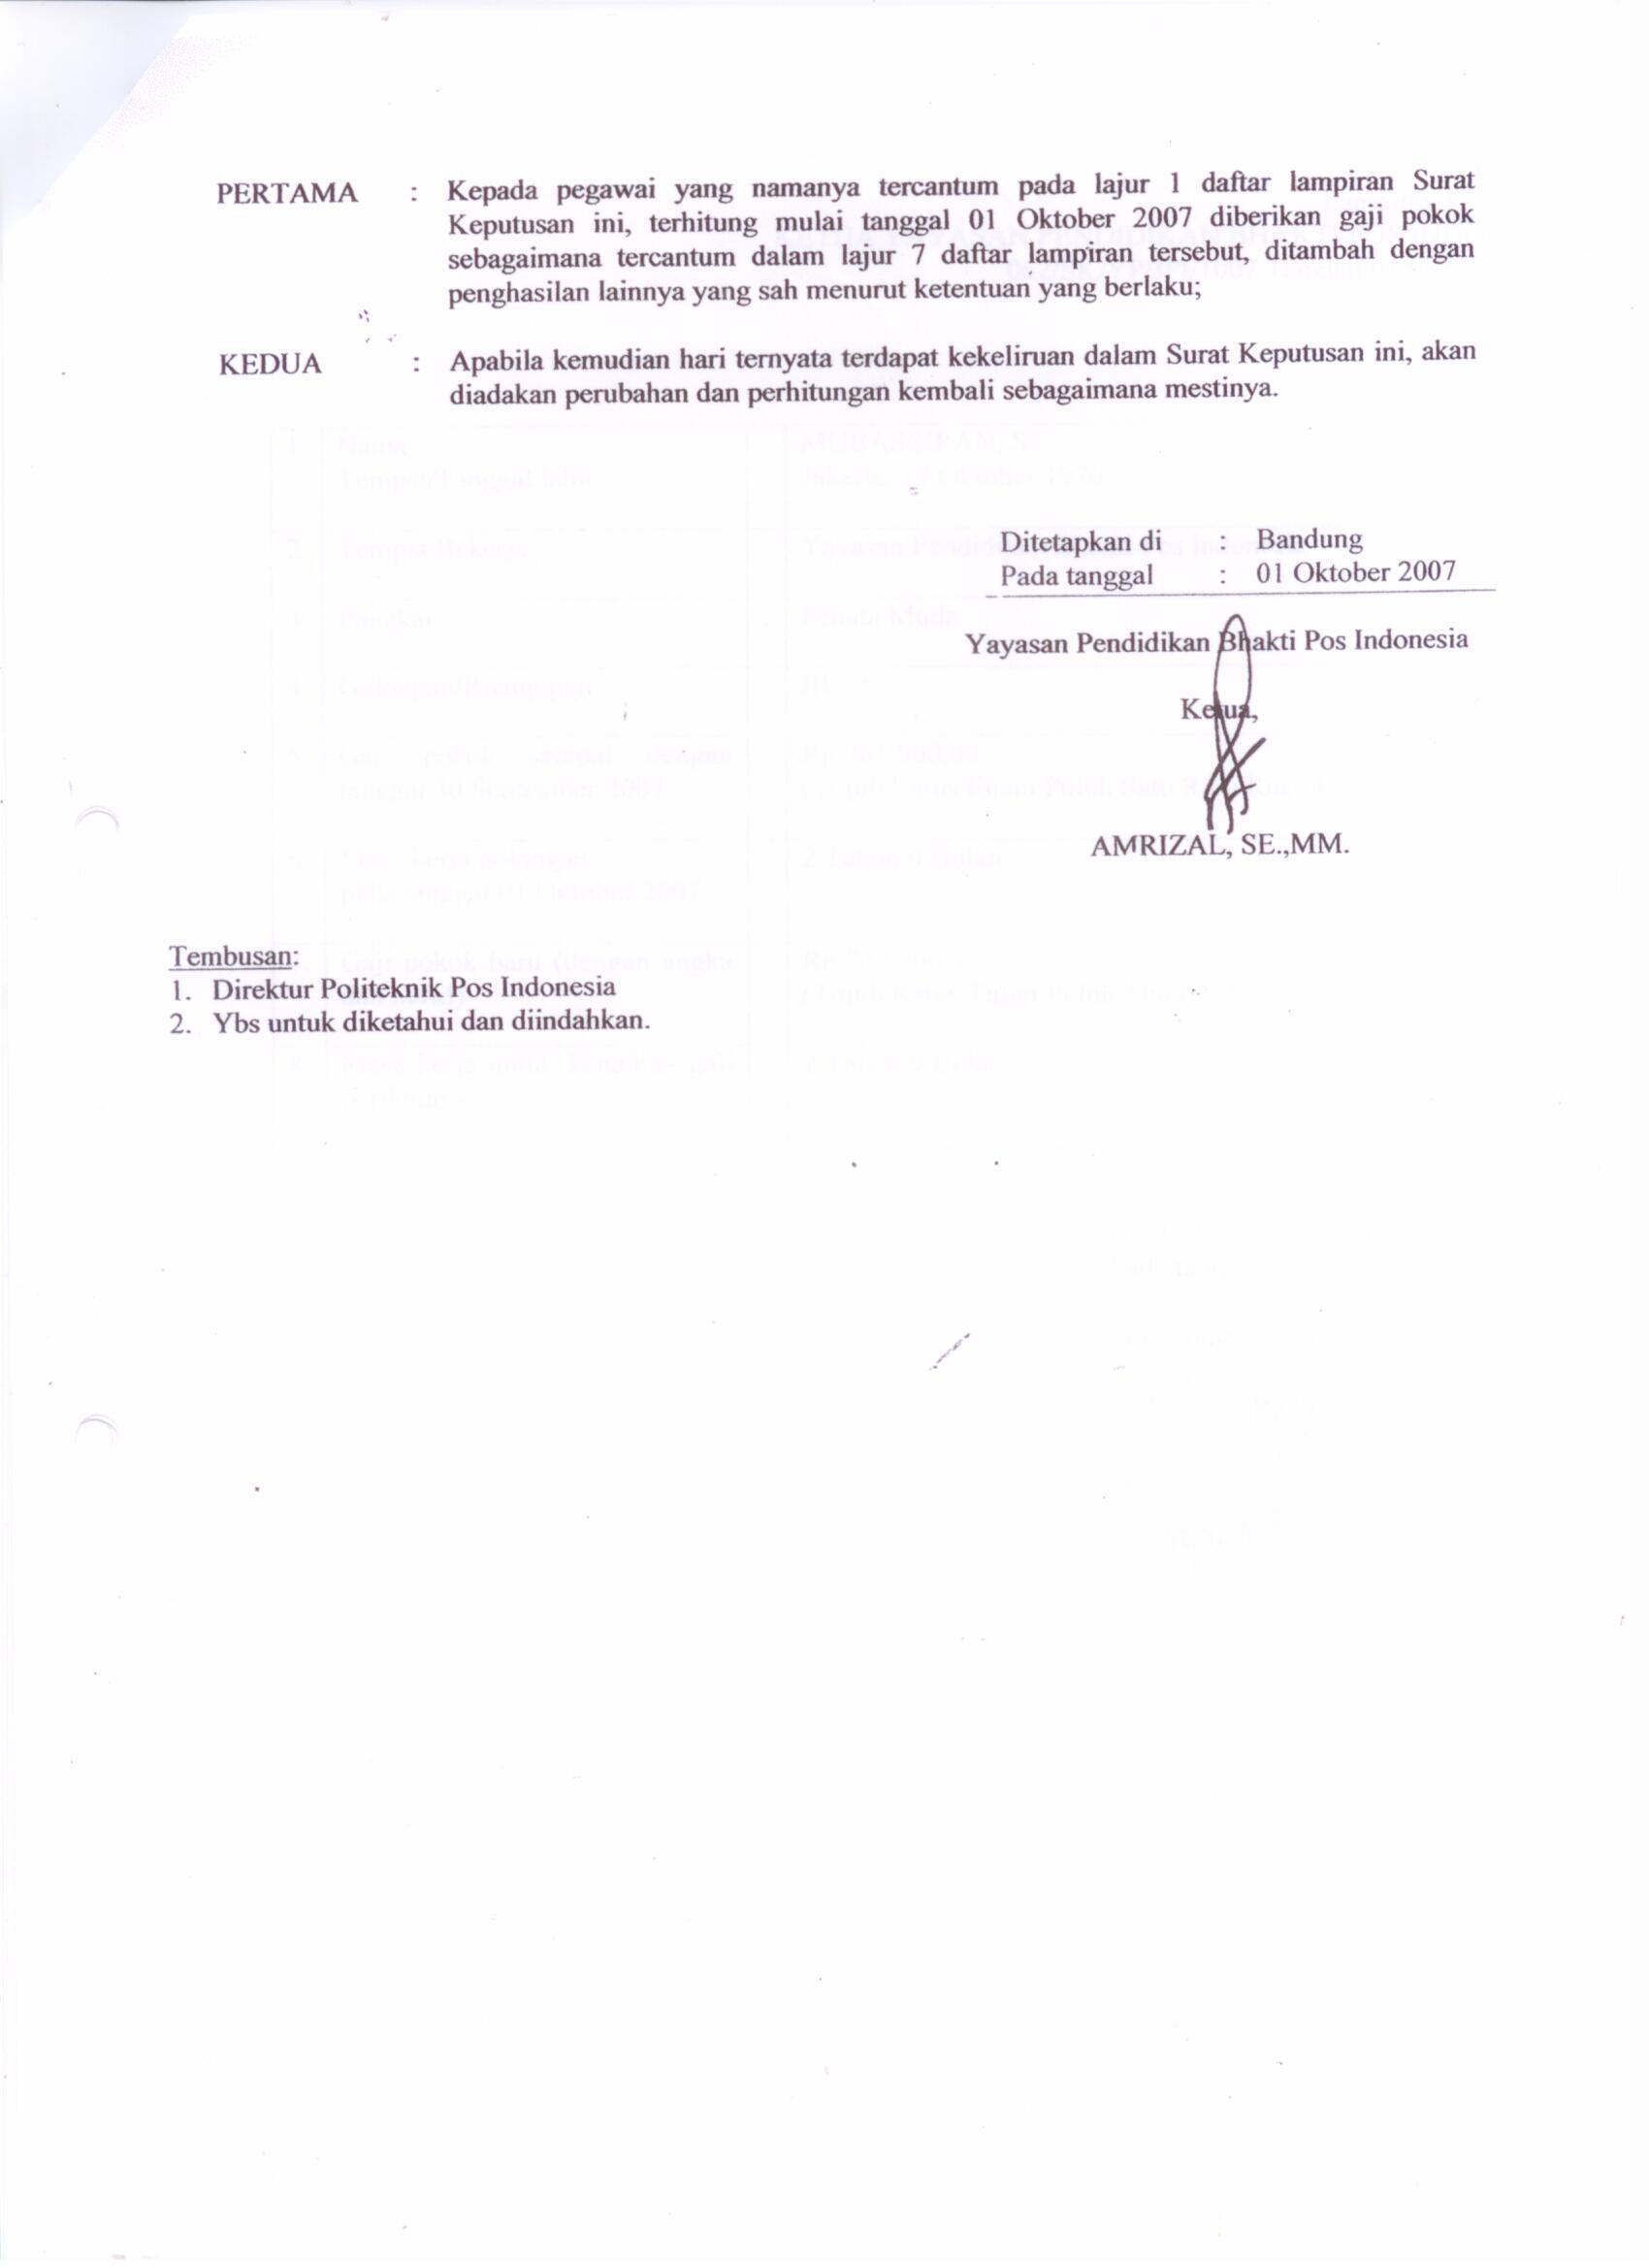 PERTAMA : Kepada pegawai yang namanya tercantum pada lajur 1 daftar lampiran Surat
Keputusan ini, terhitung mulai tanggal 01 Oktober 2007 diberikan gaji pokok
sebagaimana tercantum dalam lajur 7 daftar lampiran tersebut, ditambah dengan
penghasilan lainnya yang sah menurut ketentuan yang berlaku;
KEDUA : Apabila kemudian hari ternyata terdapat kekeliruan dalam Surat Keputusan ini, akan
diadakan perubahan dan perhitungan kembali sebagaimana mestinya.
Ditetapkan di : Bandung
Pada tanggal : 01 Oktober 2007
Yayasan Pendidikan Bhakti Pos Indonesia
Ketua,
AMRIZAL, SE.,MM.
Tembusan:
1. Direktur Politeknik Pos Indonesia
2. Ybs untuk diketahui dan diindahkan.